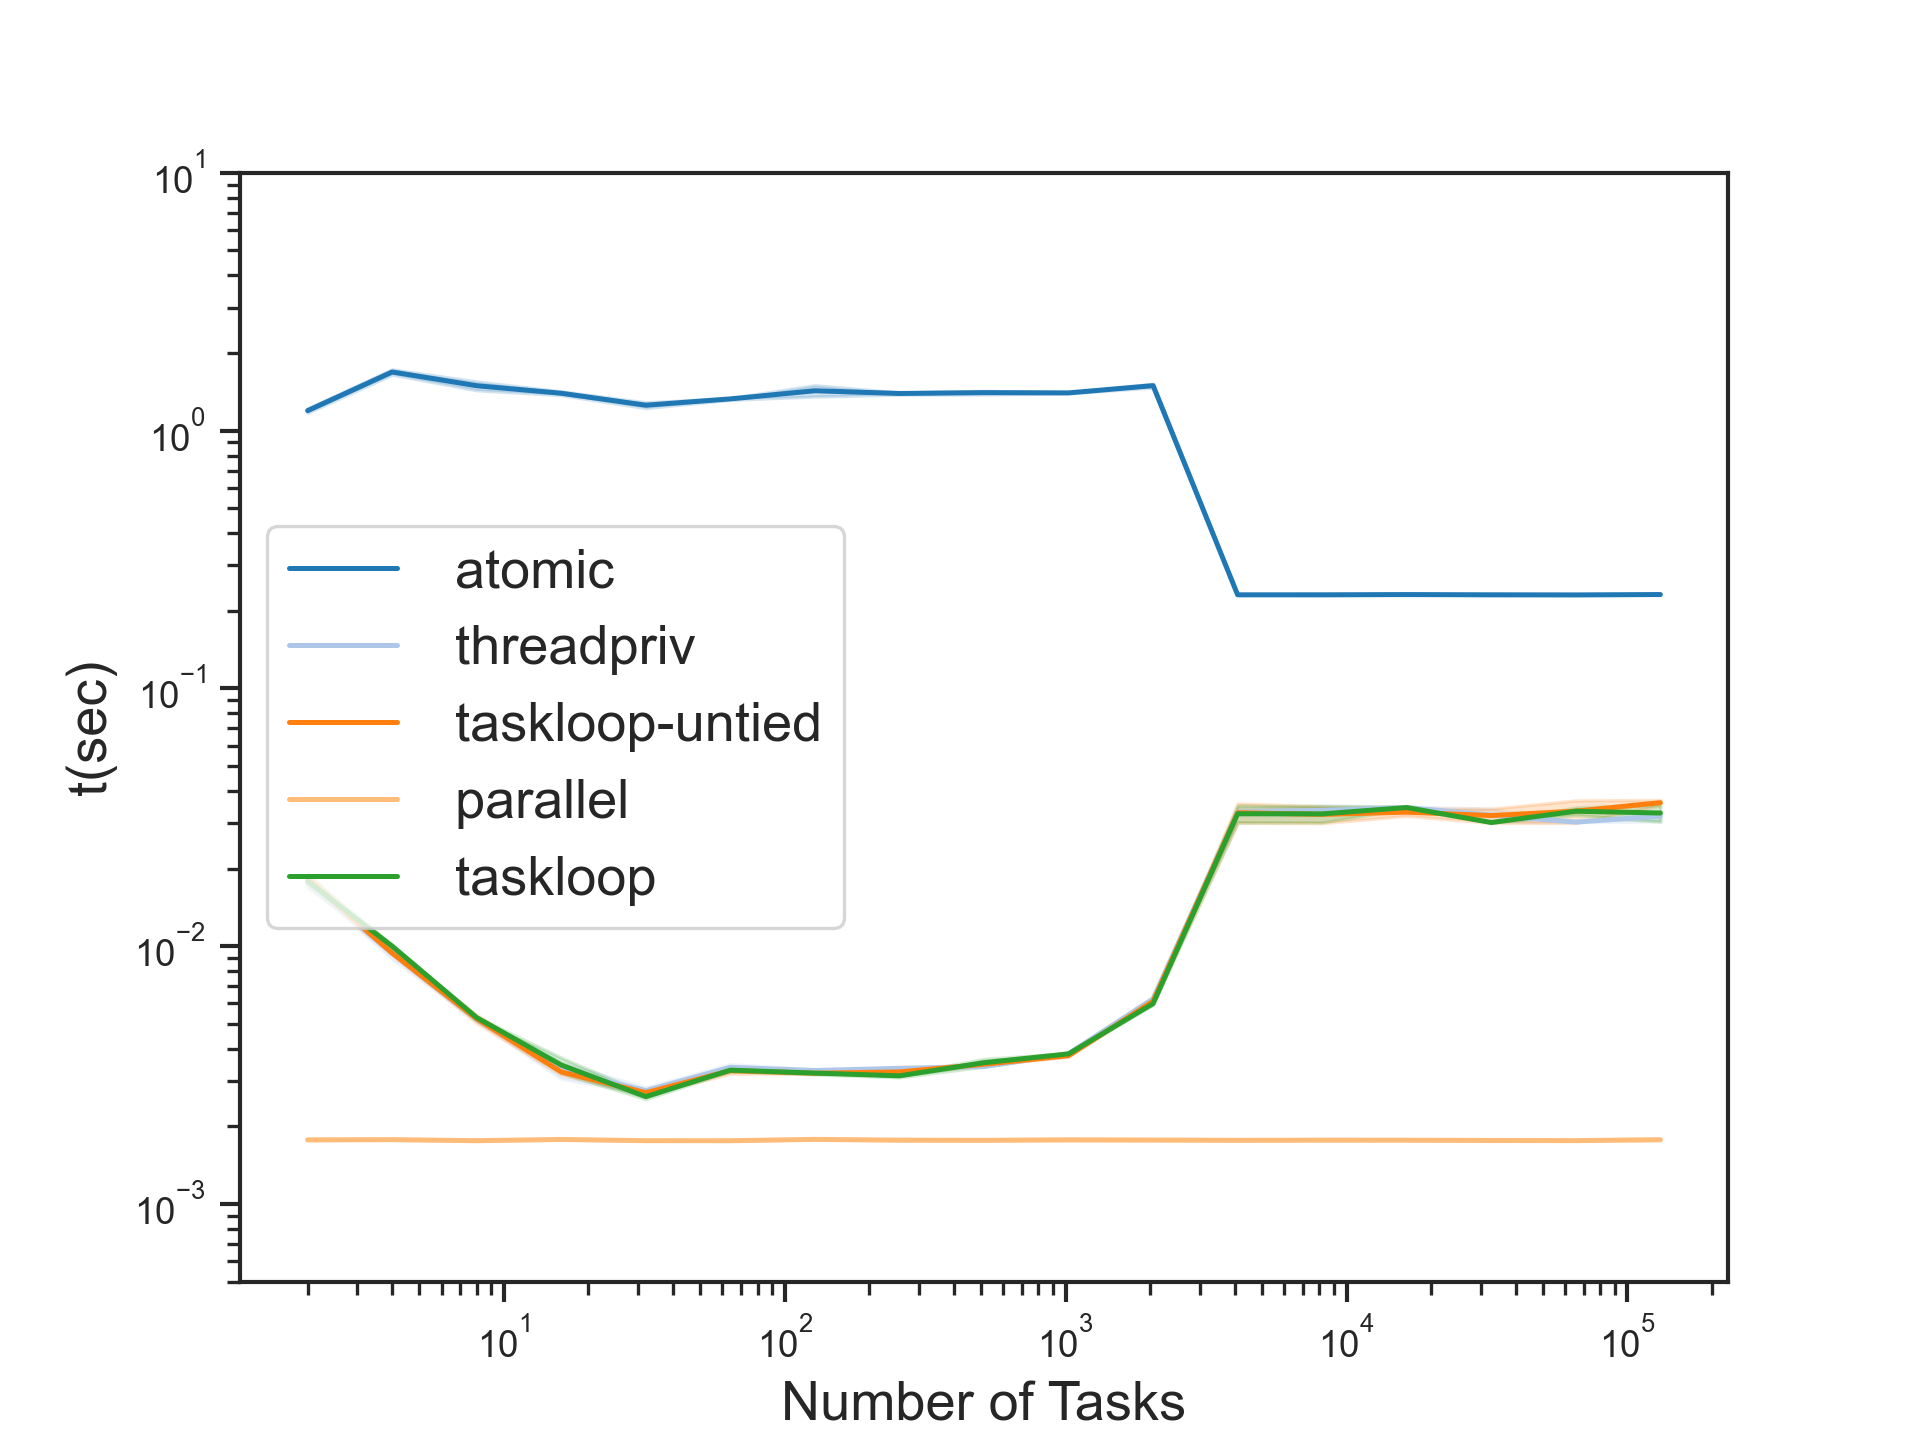 10^1
10^0
10^−1
10^−2
10^−3
t(sec)
atomic
threadpriv
taskloop-untied
parallel
taskloop
10^1 10^2 10^3 10^4 10^5
Number of Tasks